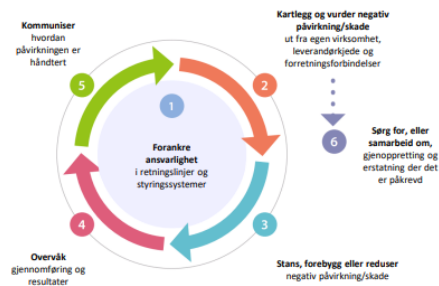 1
Forankre
ansvarlighet
i retningslinjer og
styringssystemer
2
Kartlegg og vurder negativ
påvirkning/skade
ut fra egen virksomhet,
leverandørkjede og
forretningsforbindelser
3
Stans, forebygg eller reduser
negativ påvirkning/skade
4
Overvåk
gjennomføring og
resultater
5
Kommuniser
hvordan
påvirkningen er
håndtert
6
Sørg for, eller
samarbeid om,
gjenoppretting og
erstatning der det
er påkrevd